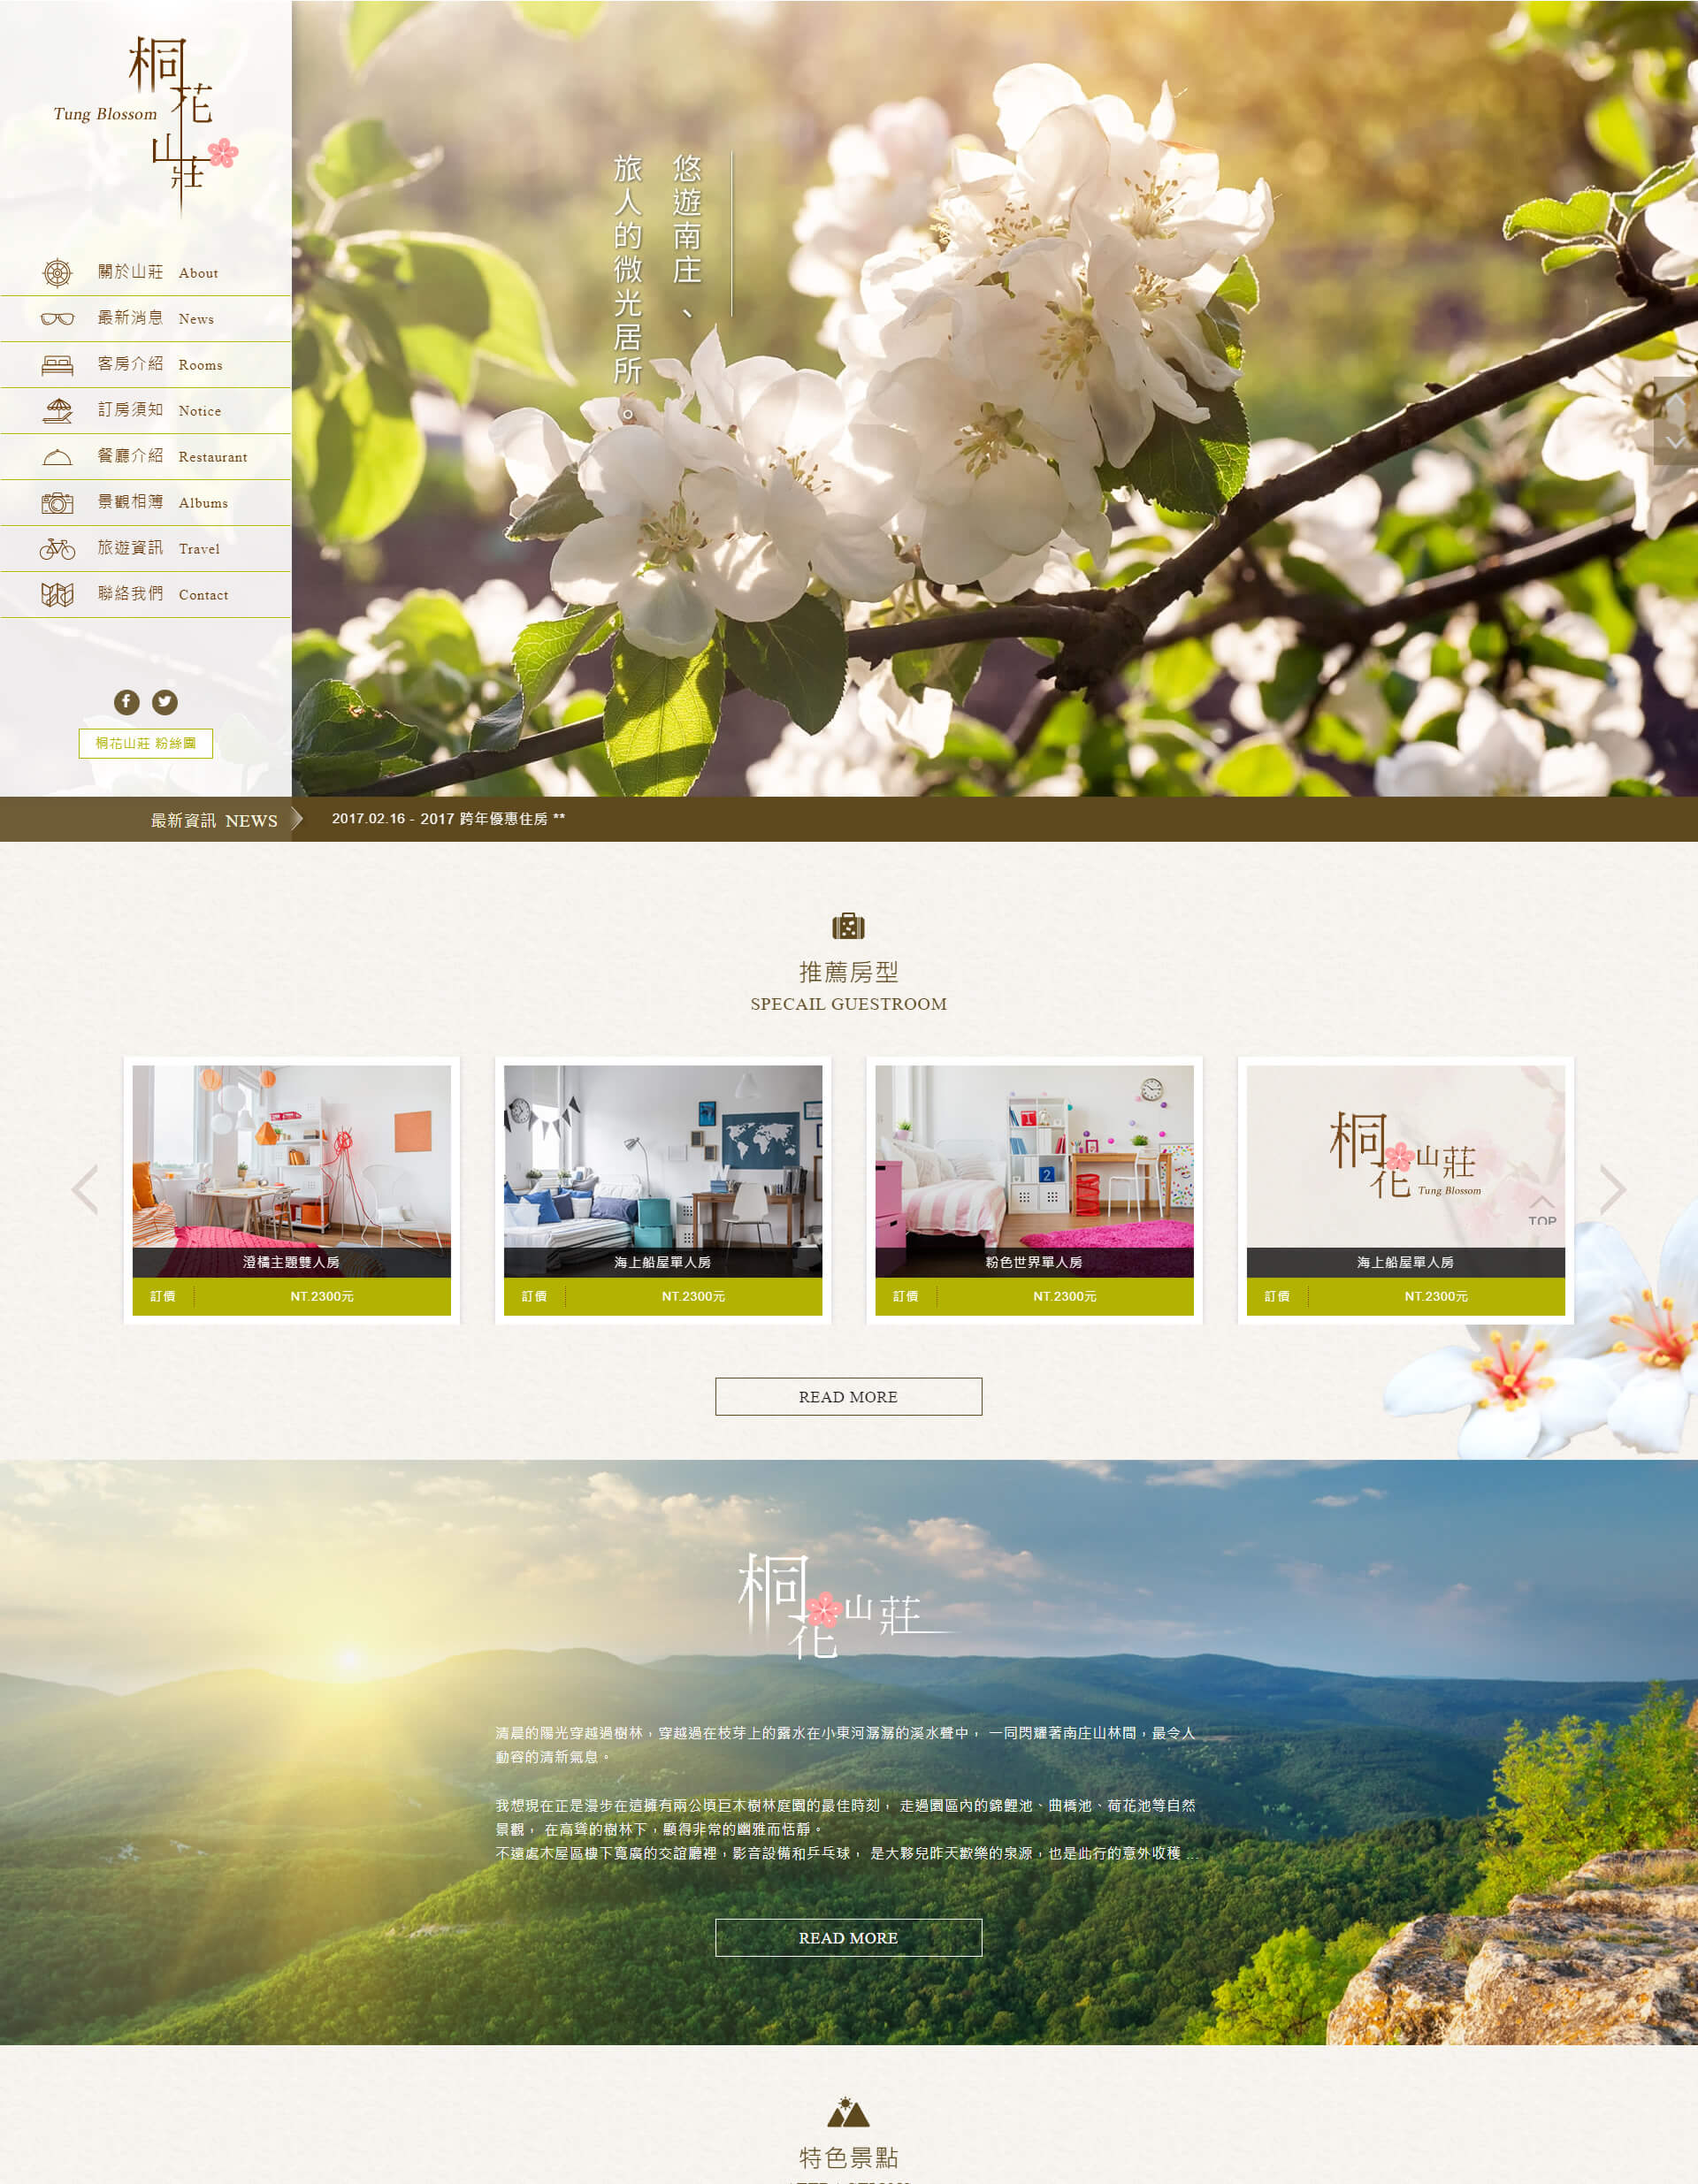 桐花山莊
Tung Blossom
關於山莊 About
最新消息 News
客房介紹 Rooms
訂房須知 Notice
餐廳介紹 Restaurant
景觀相簿 Albums
旅遊資訊 Travel
聯絡我們 Contact
桐花山莊 粉絲團
悠遊南庄、
旅人的微光居所。
最新資訊 NEWS
2017.02.16 - 2017 跨年優惠住房 **
推薦房型
SPECAIL GUESTROOM
澄橘主題雙人房
訂價 NT.2300元
海上船屋單人房
訂價 NT.2300元
2
粉色世界單人房
訂價 NT.2300元
桐花山莊
Tung Blossom
TOP
海上船屋單人房
訂價 NT.2300元
READ MORE
桐花山莊
清晨的陽光穿越過樹林，穿越過在枝芽上的露水在小東河潺潺的溪水聲中， 一同閃耀著南庄山林間，最令人
動容的清新氣息。
我想現在正是漫步在這擁有兩公頃巨木樹林庭園的最佳時刻， 走過園區內的錦鯉池、曲橋池、荷花池等自然
景觀， 在高聳的樹林下，顯得非常的幽雅而恬靜。
不遠處木屋區樓下寬廣的交誼廳裡，影音設備和乒乓球， 是大夥兒昨天歡樂的泉源，也是此行的意外收穫 ...
READ MORE
特色景點